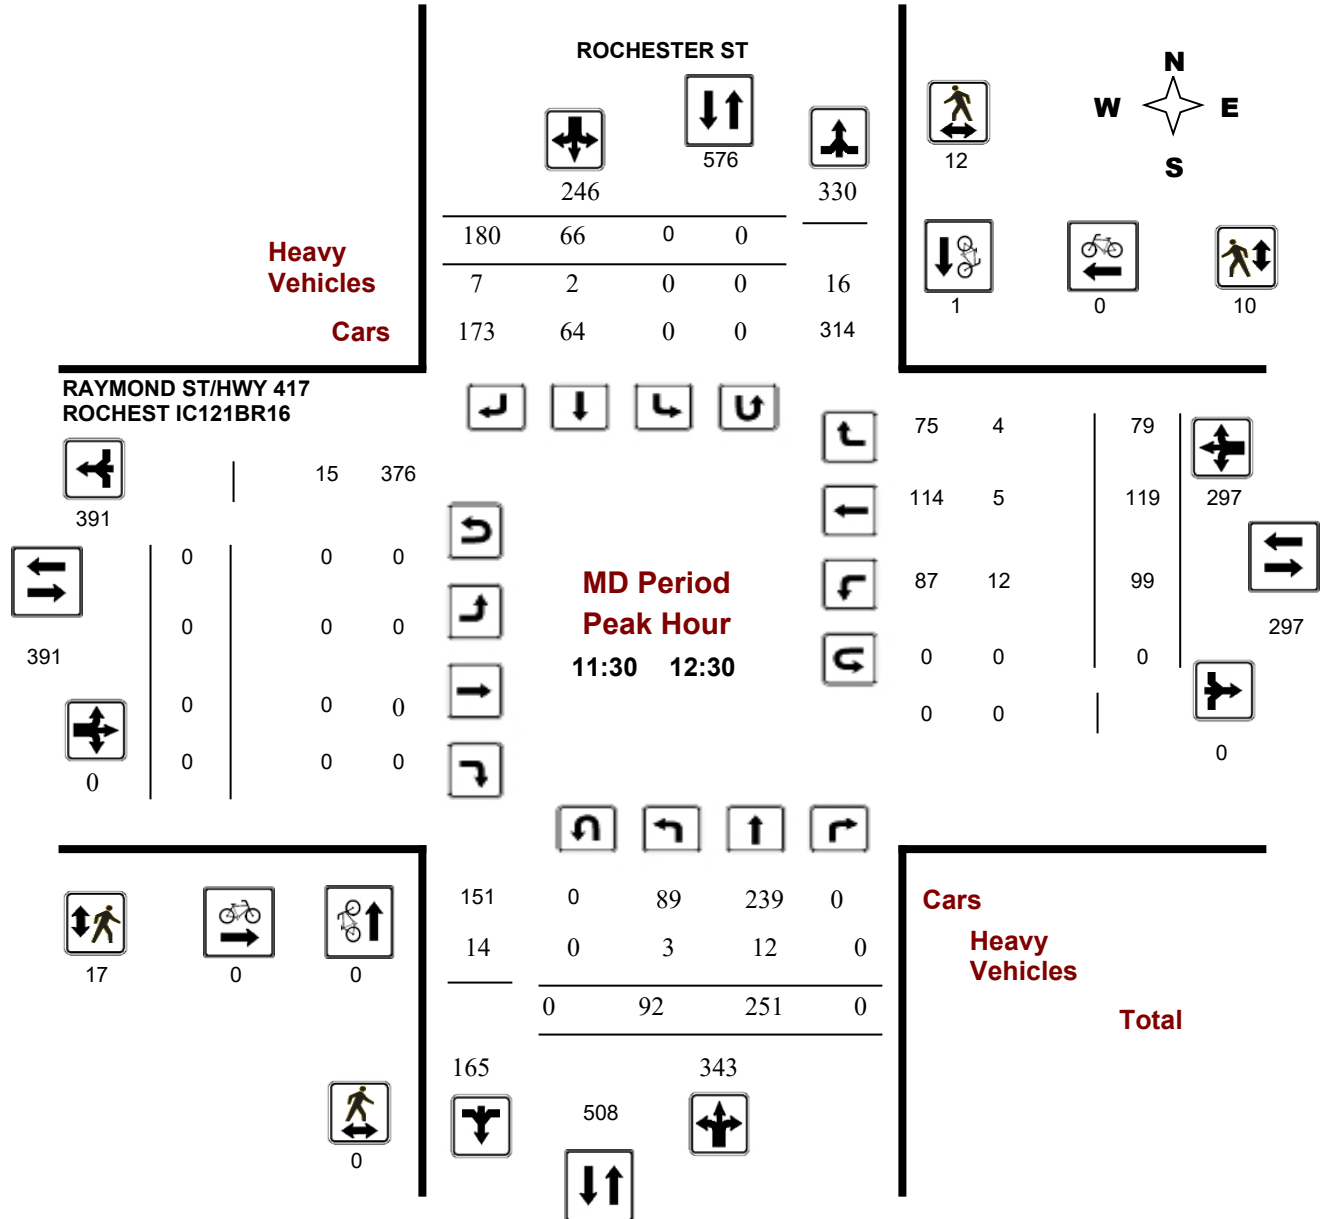 ROCHESTER ST
N
W E
S
576
12
246 330
180 66 0 0
Heavy
Vehicles 7 2 0 0 16
1 0 10
Cars 173 64 0 0 314
RAYMOND ST/HWY 417
ROCHEST IC121BR16
75 4 79
15 376
114 5 119 297
391
0 0 0
MD Period
87 12 99
Peak Hour
0 0 0 297
391
11:30 12:30
0 0 0
0 0 0
0 0
0 0 0 0
0
151 0 89 239 0 Cars
14 0 3 12 0 Heavy
Vehicles
17 0 0
0 92 251 0 Total
165 343
508
0